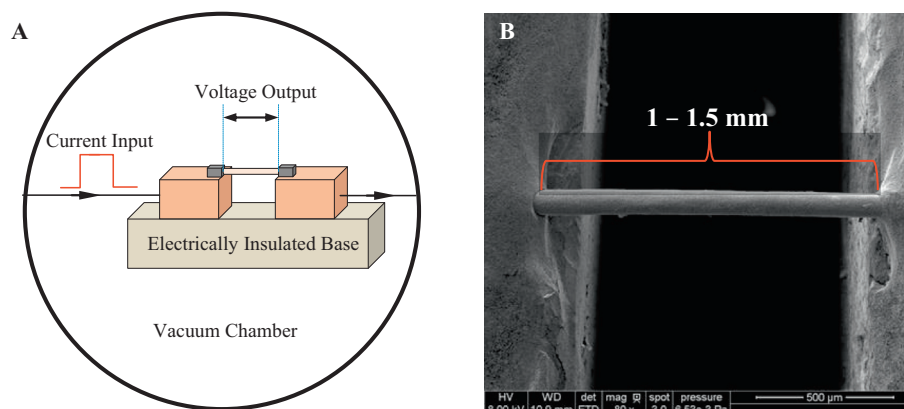 A
Voltage Output
Current Input
Electrically Insulated Base
Vacuum Chamber
B
1 – 1.5 mm
HV WD det mag spot pressure
500 μm